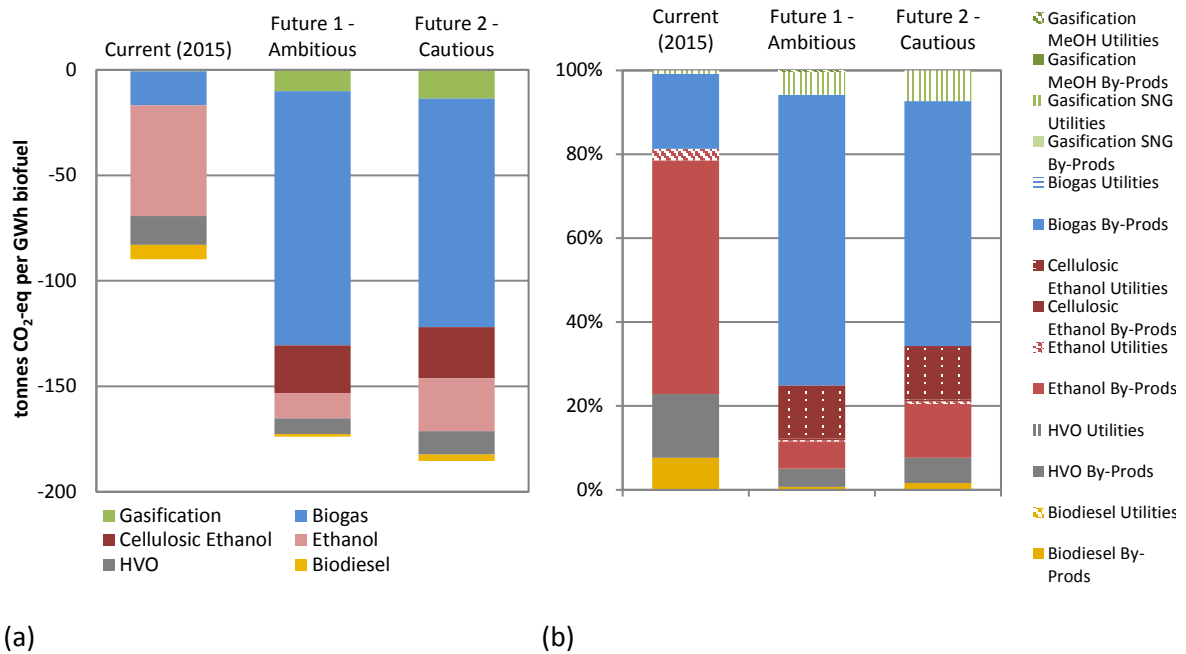 Current (2015)
Future 1 -
Ambitious
Future 2 -
Cautious
0
-50
-100
-150
-200
tonnes CO₂-eq per GWh biofuel
Gasification
Biogas
Cellulosic Ethanol
Ethanol
HVO
Biodiesel
(a)
Current
(2015)
Future 1 -
Ambitious
Future 2 -
Cautious
100%
80%
60%
40%
20%
0%
Gasification
MeOH Utilities
Gasification
MeOH By-Prods
Gasification SNG
Utilities
Gasification SNG
By-Prods
Biogas Utilities
Biogas By-Prods
Cellulosic
Ethanol Utilities
Cellulosic
Ethanol By-Prods
Ethanol Utilities
Ethanol By-Prods
HVO Utilities
HVO By-Prods
Biodiesel Utilities
Biodiesel By-
Prods
(b)